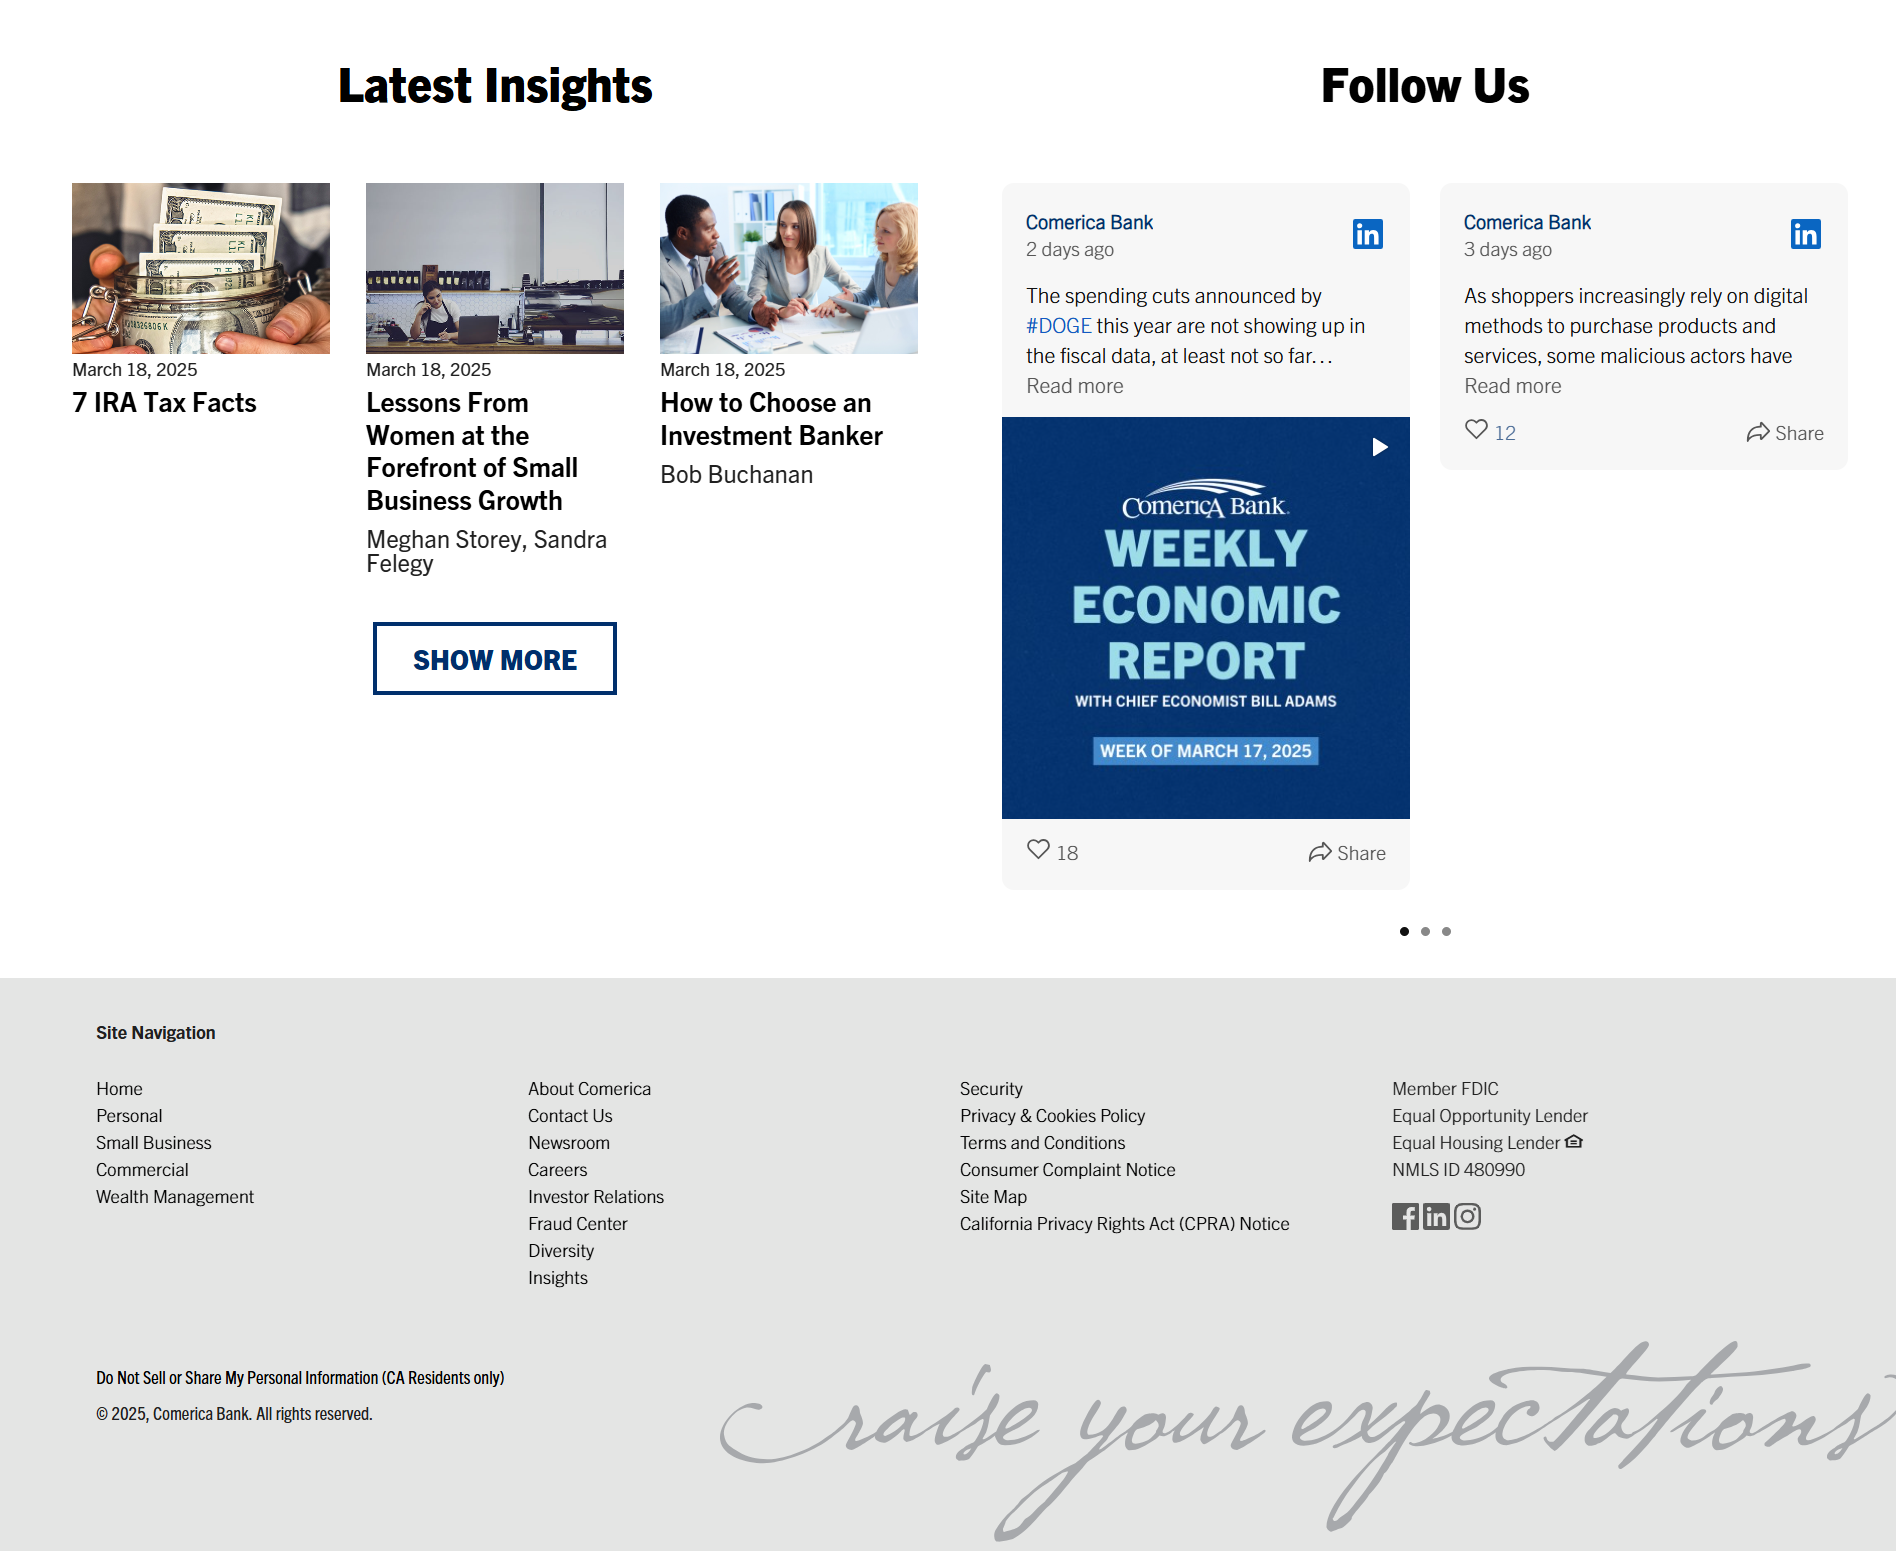 Latest Insights
March 18, 2025
7 IRA Tax Facts
March 18, 2025
Lessons From
Women at the
Forefront of Small
Business Growth
Meghan Storey, Sandra
Felegy
March 18, 2025
How to Choose an
Investment Banker
Bob Buchanan
SHOW MORE
Follow Us
Comerica Bank
2 days ago
The spending cuts announced by
#DOGE this year are not showing up in
the fiscal data, at least not so far…
Read more
ComericA Bank
WEEKLY
ECONOMIC
REPORT
WITH CHIEF ECONOMIST BILL ADAMS
WEEK OF MARCH 17, 2025
18
Share
Comerica Bank
3 days ago
As shoppers increasingly rely on digital
methods to purchase products and
services, some malicious actors have
Read more
12
Share
Site Navigation
Home
Personal
Small Business
Commercial
Wealth Management
About Comerica
Contact Us
Newsroom
Careers
Investor Relations
Fraud Center
Diversity
Insights
Security
Privacy & Cookies Policy
Terms and Conditions
Consumer Complaint Notice
Site Map
California Privacy Rights Act (CPRA) Notice
Member FDIC
Equal Opportunity Lender
Equal Housing Lender
NMLS ID 480990
Do Not Sell or Share My Personal Information (CA Residents only)
© 2025, Comerica Bank. All rights reserved.
raise your expectations